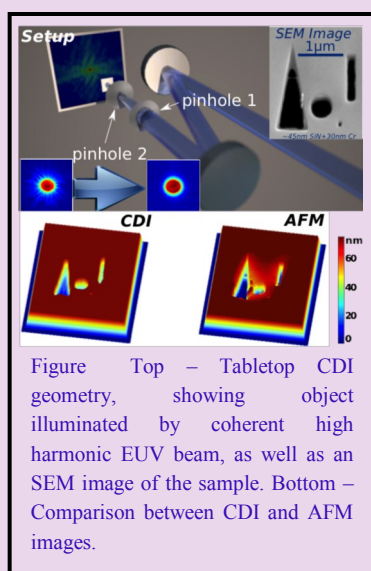 Setup
SEM Image
1µm
pinhole 1
pinhole 2
~45nm SiN+30nm Cr
CDI
AFM
nm
60
40
20
0
Figure Top – Tabletop CDI
geometry, showing object
illuminated by coherent high
harmonic EUV beam, as well as an
SEM image of the sample. Bottom –
Comparison between CDI and AFM
images.